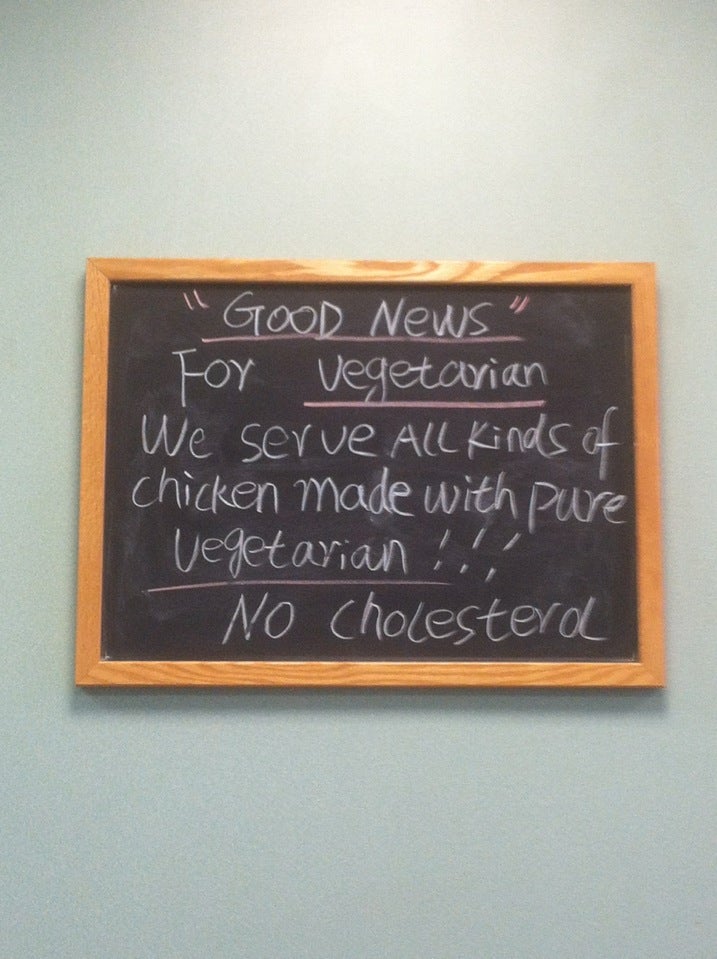 "GOOD NEWS"
For vegetarian
We serve ALL kinds of
chicken made with pure
vegetarian !!!
NO cholesterol